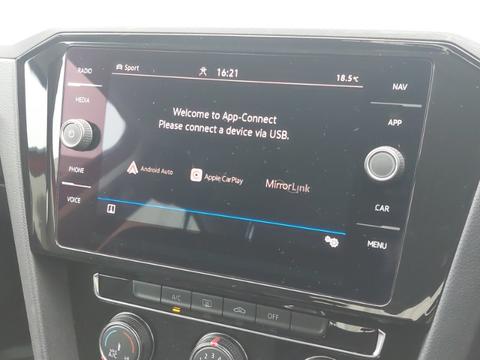 RADIO
MEDIA
PHONE
VOICE
Sport
16:21
18.5°C
Welcome to App-Connect
Please connect a device via USB.
Android Auto
Apple CarPlay
MirrorLink
NAV
APP
CAR
MENU
A/C
OFF